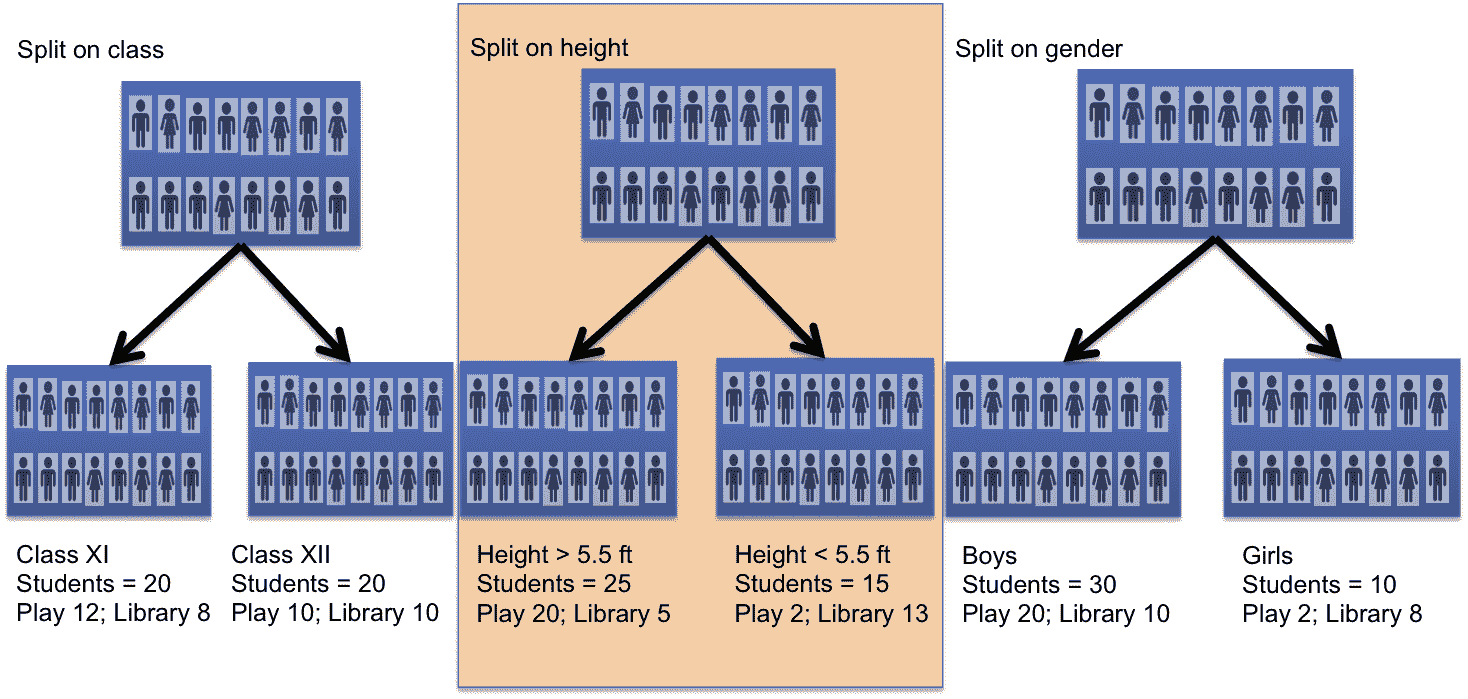 Split on class
Split on height
Split on gender
Class XI
Students = 20
Play 12; Library 8
Class XII
Students = 20
Play 10; Library 10
Height > 5.5 ft
Students = 25
Play 20; Library 5
Height < 5.5 ft
Students = 15
Play 2; Library 13
Boys
Students = 30
Play 20; Library 10
Girls
Students = 10
Play 2; Library 8